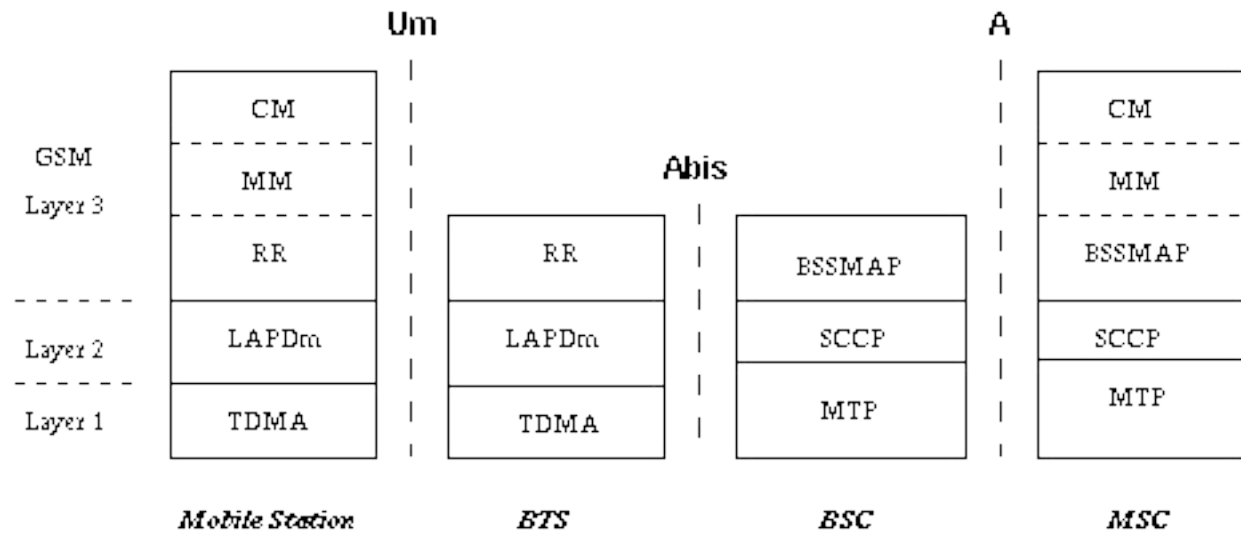 Um
A
CM
CM
GSM
Abis
MM
MM
Layer 3
RR
RR
BSSMAP
BSSMAP
Layer 2
LAPDm
LAPDm
SCCP
SCCP
Layer 1
TDMA
TDMA
MTP
MTP
Mobile Station
BTS
BSC
MSC